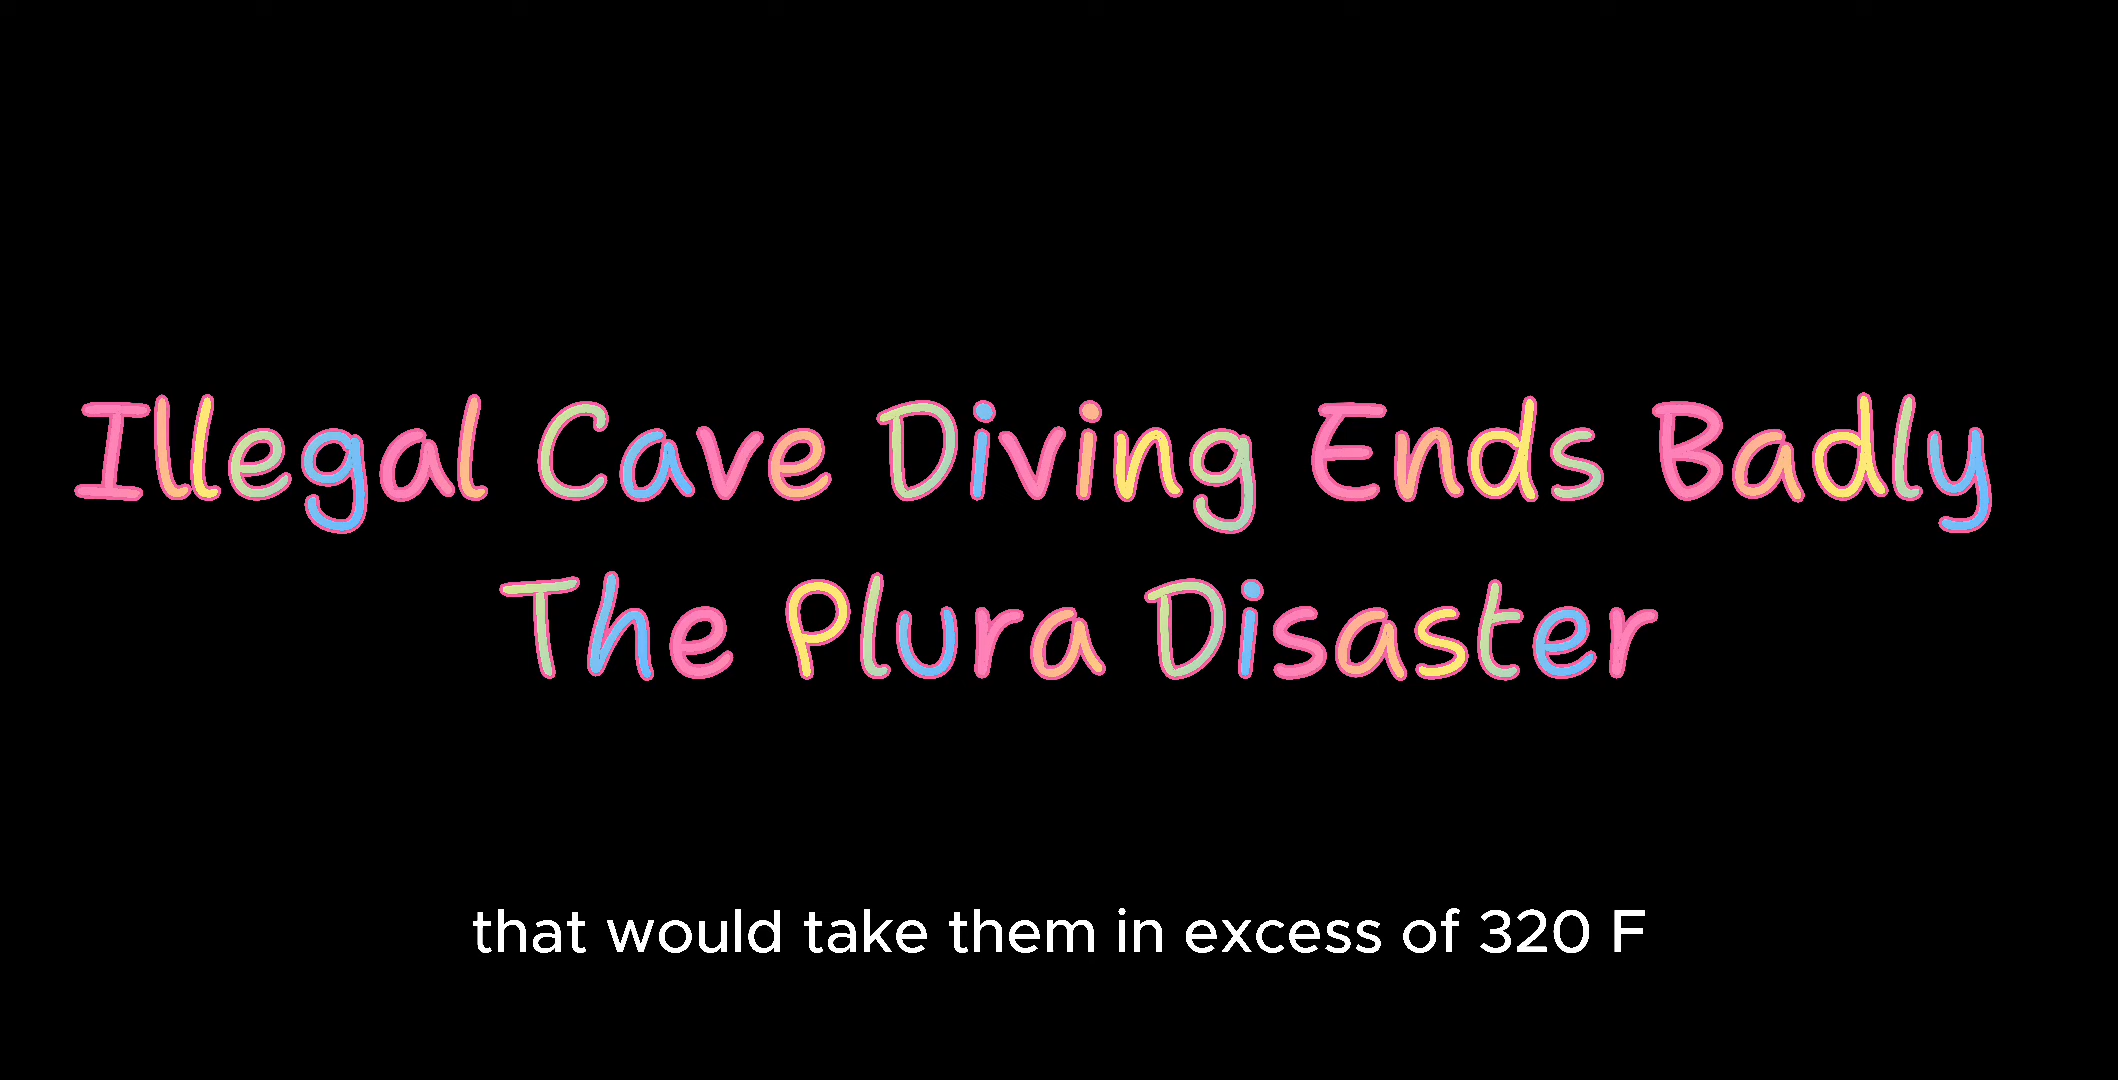 Illegal Cave Diving Ends Badly
The Plura Disaster
that would take them in excess of 320 F